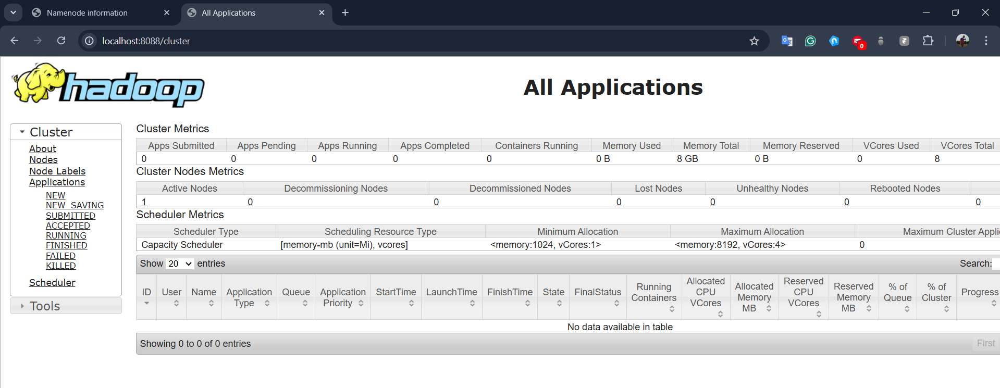 Namenode information
All Applications
localhost:8088/cluster
0
hadoop
All Applications
Cluster
About
Nodes
Node Labels
Applications
NEW
NEW_SAVING
SUBMITTED
ACCEPTED
RUNNING
FINISHED
FAILED
KILLED
Scheduler
Tools
Cluster Metrics
Apps Submitted Apps Pending Apps Running Apps Completed Containers Running Memory Used Memory Total Memory Reserved VCores Used VCores Total
0 0 0 0 0 0 B 8 GB 0 B 0 8
Cluster Nodes Metrics
Active Nodes Decommissioning Nodes Decommissioned Nodes Lost Nodes Unhealthy Nodes Rebooted Nodes
1 0 0 0 0 0 0
Scheduler Metrics
Scheduler Type Scheduling Resource Type Minimum Allocation Maximum Allocation Maximum Cluster Appli
Capacity Scheduler [memory-mb (unit=Mi), vcores] <memory:1024, vCores:1> <memory:8192, vCores:4> 0
Show 20 entries Search:
ID User Name Application Type Queue Application Priority StartTime LaunchTime FinishTime State FinalStatus Running Containers Allocated CPU VCores Allocated Memory MB Reserved CPU VCores Reserved Memory MB % of Queue % of Cluster Progress
No data available in table
Showing 0 to 0 of 0 entries First